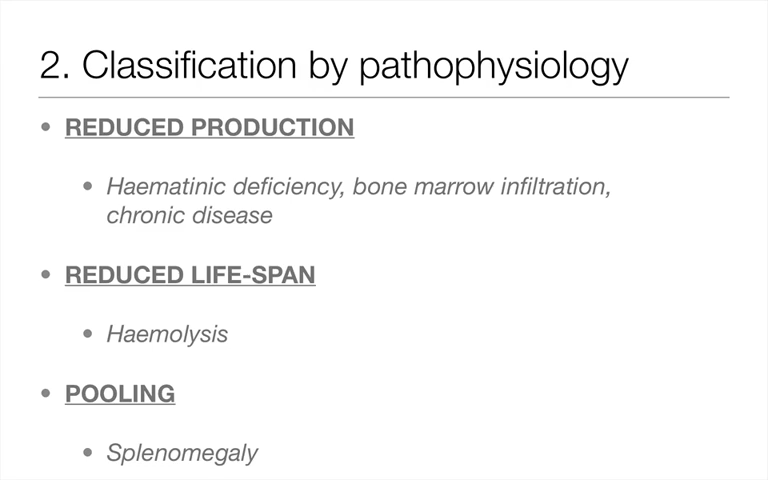 2. Classification by pathophysiology
• REDUCED PRODUCTION
• Haematinic deficiency, bone marrow infiltration,
chronic disease
• REDUCED LIFE-SPAN
• Haemolysis
• POOLING
• Splenomegaly